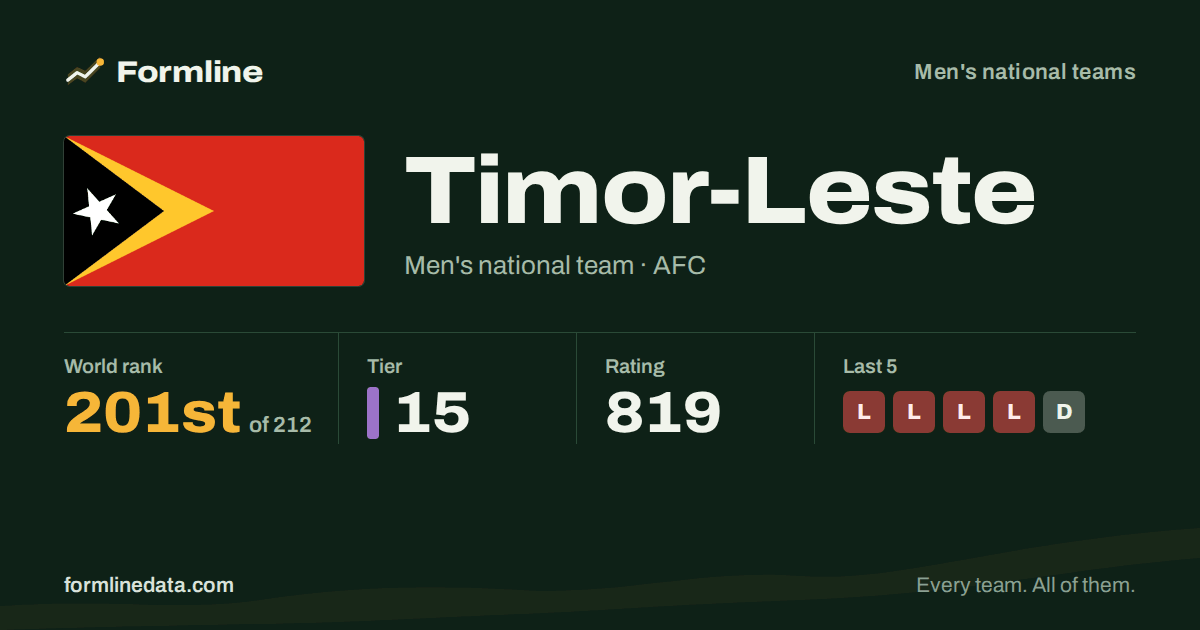 Formline
Men's national teams
Timor-Leste
Men's national team · AFC
World rank
201st of 212
Tier
15
Rating
819
Last 5
L L L L D
formlinedata.com
Every team. All of them.